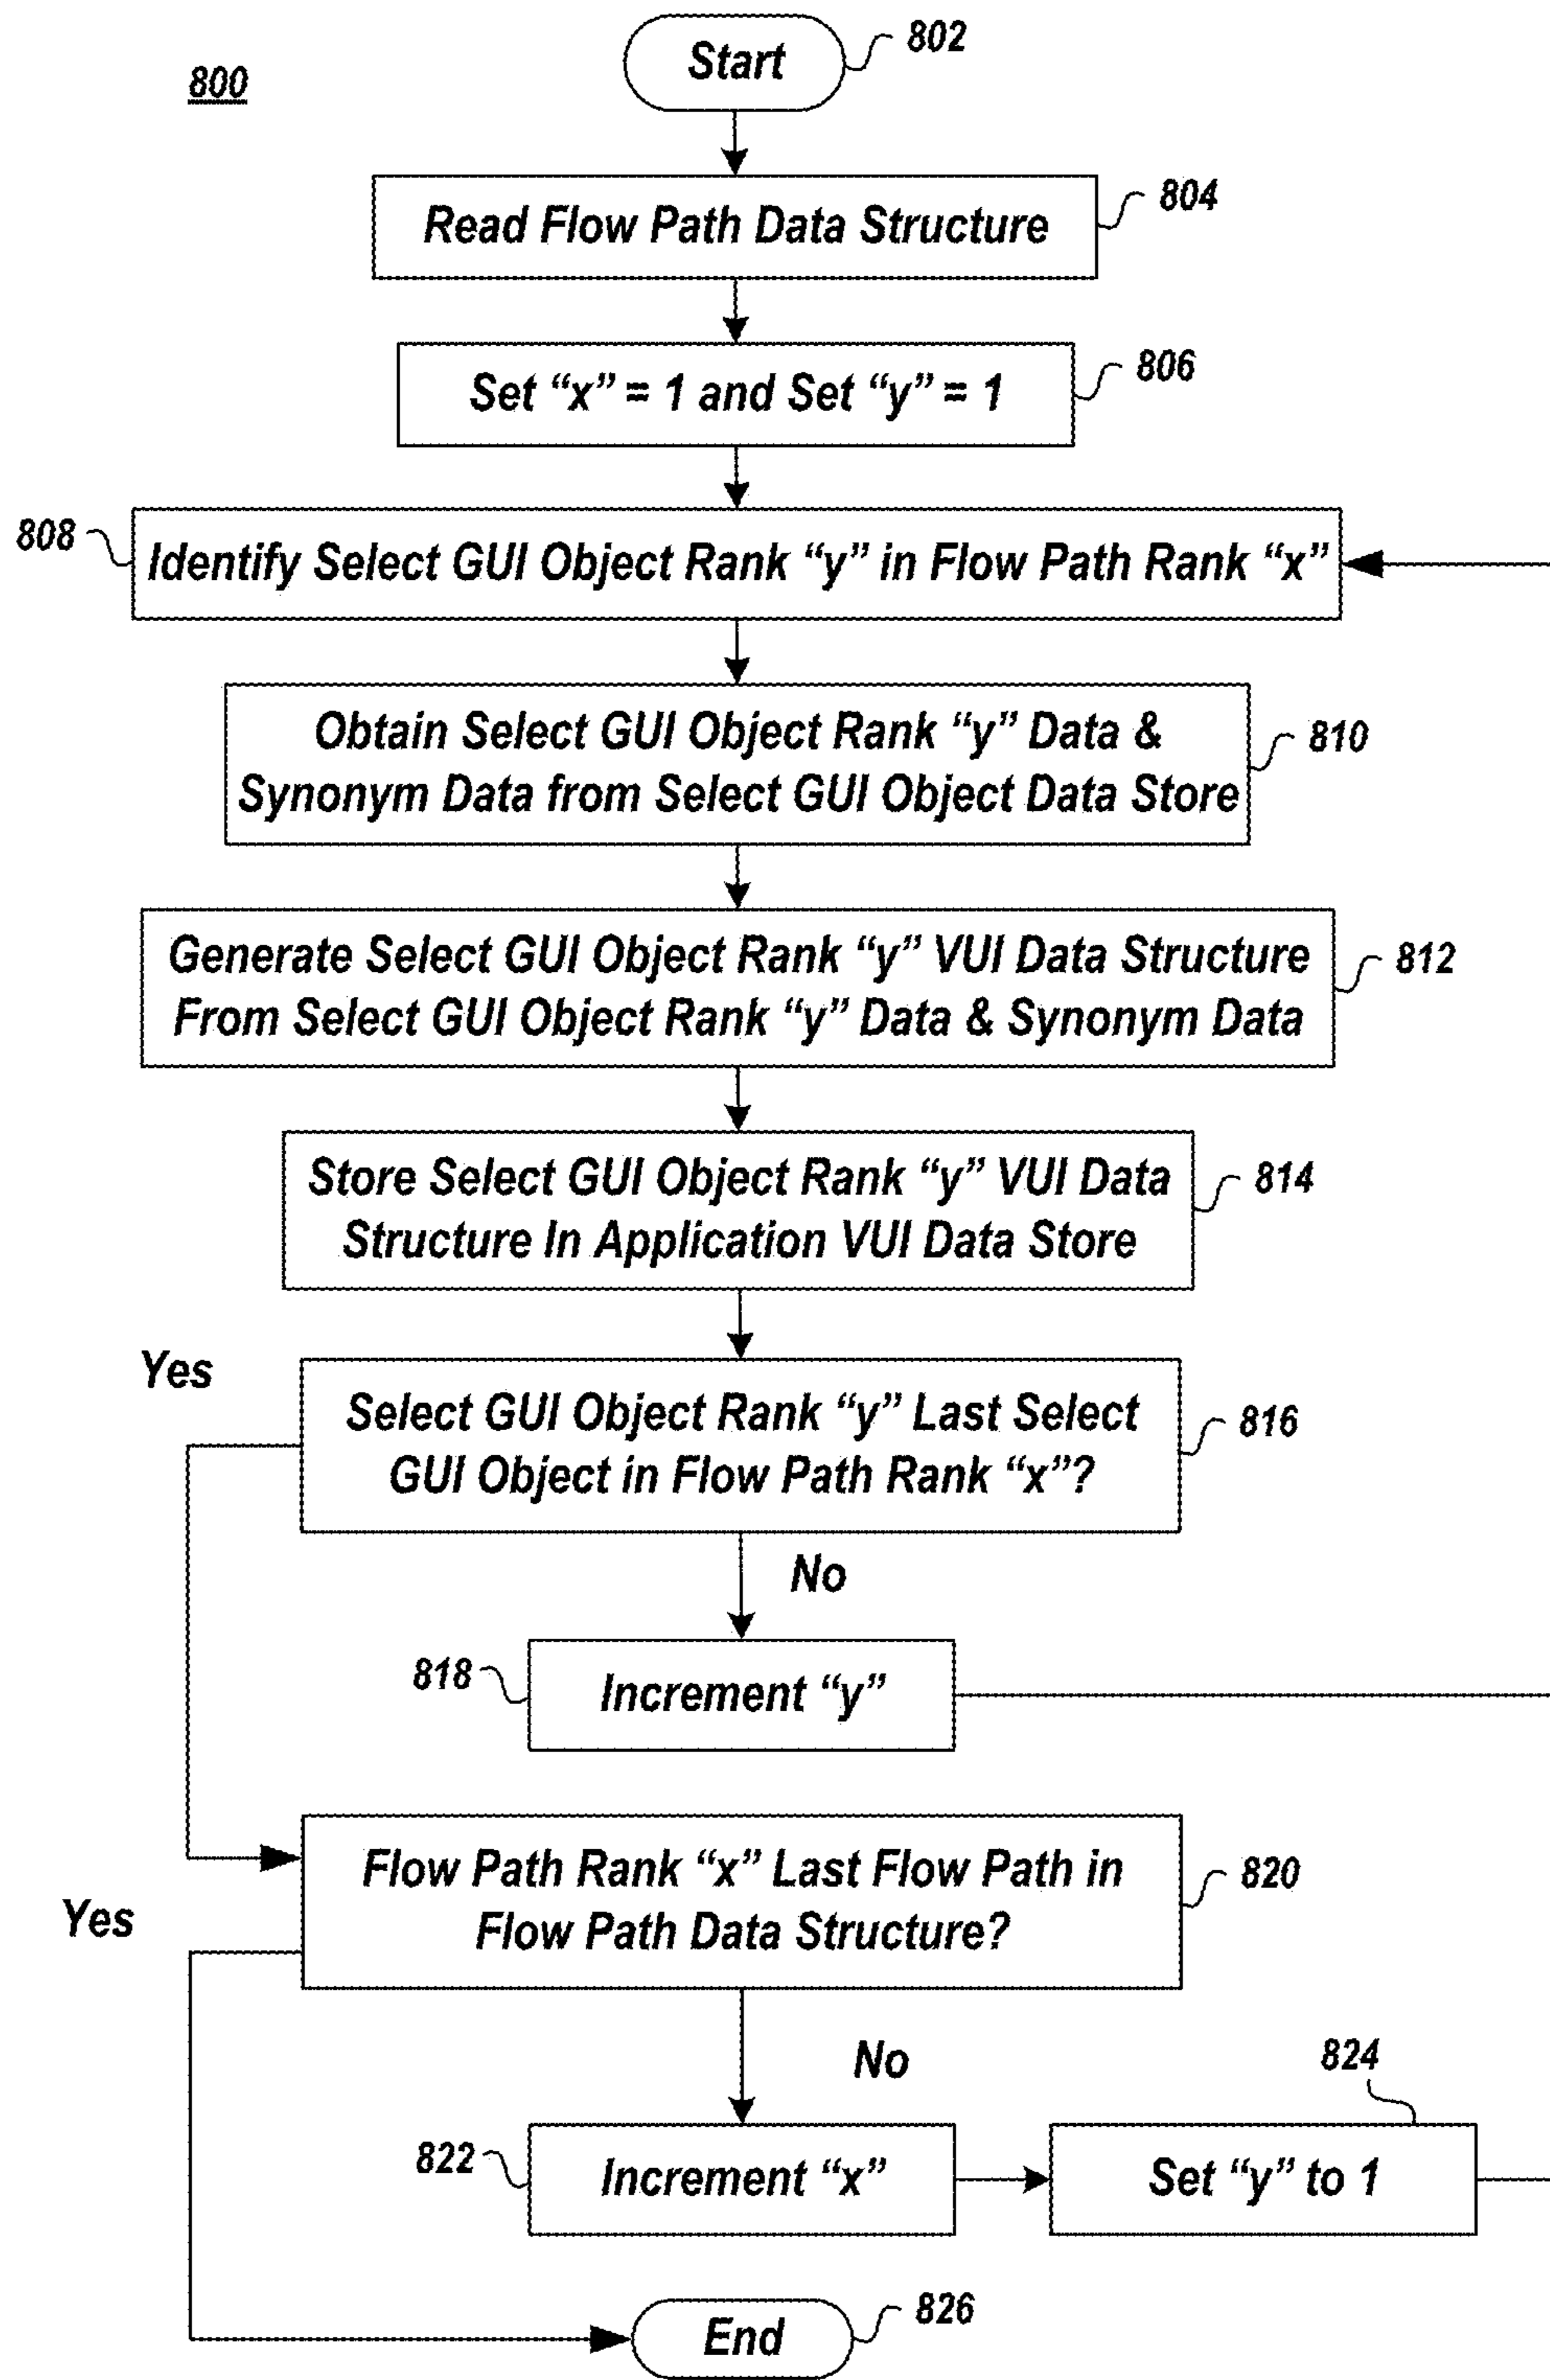 800
Start
802
Read Flow Path Data Structure
804
Set “x” = 1 and Set “y” = 1
806
808
Identify Select GUI Object Rank “y” in Flow Path Rank “x”
Obtain Select GUI Object Rank “y” Data &
Synonym Data from Select GUI Object Data Store
810
Generate Select GUI Object Rank “y” VUI Data Structure
From Select GUI Object Rank “y” Data & Synonym Data
812
Store Select GUI Object Rank “y” VUI Data
Structure In Application VUI Data Store
814
Yes
Select GUI Object Rank “y” Last Select
GUI Object in Flow Path Rank “x”?
816
No
818
Increment “y”
Flow Path Rank “x” Last Flow Path in
Flow Path Data Structure?
820
Yes
No
822
Increment “x”
824
Set “y” to 1
End
826